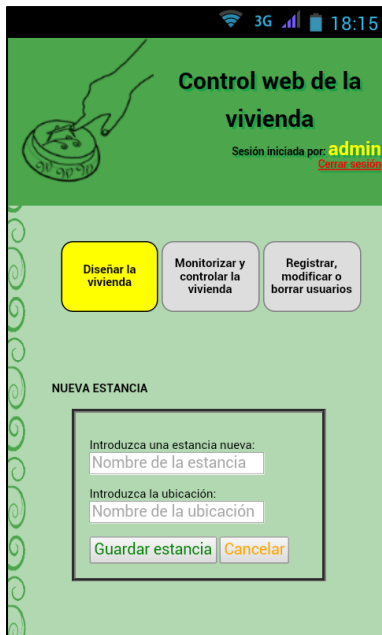 3G 18:15
Control web de la
vivienda
Sesión iniciada por: admin
Cerrar sesión
Diseñar la
vivienda
Monitorizar y
controlar la
vivienda
Registrar,
modificar o
borrar usuarios
NUEVA ESTANCIA
Introduzca una estancia nueva:
Nombre de la estancia
Introduzca la ubicación:
Nombre de la ubicación
Guardar estancia Cancelar